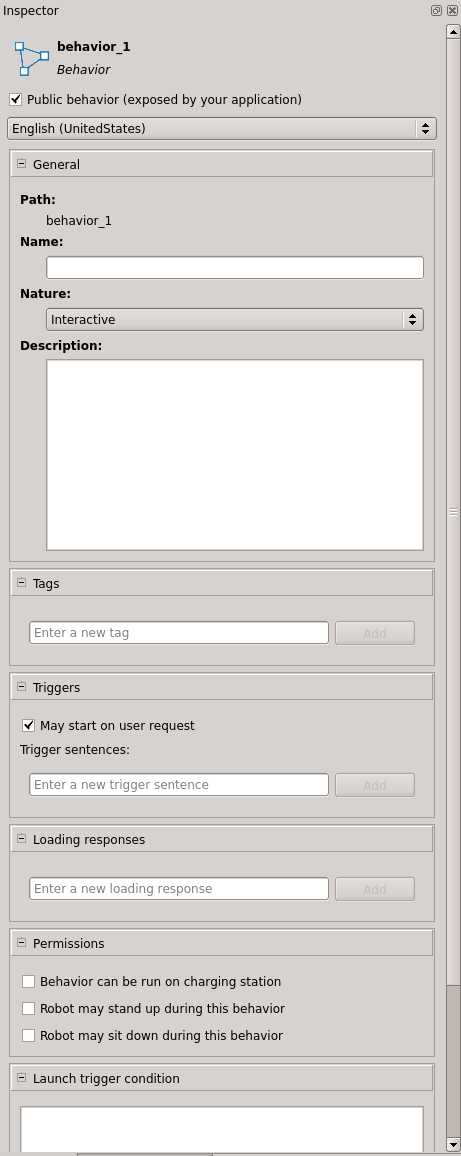 Inspector
behavior_1
Behavior
Public behavior (exposed by your application)
English (UnitedStates)
General
Path:
behavior_1
Name:
Nature:
Interactive
Description:
Tags
Enter a new tag
Add
Triggers
May start on user request
Trigger sentences:
Enter a new trigger sentence
Add
Loading responses
Enter a new loading response
Add
Permissions
Behavior can be run on charging station
Robot may stand up during this behavior
Robot may sit down during this behavior
Launch trigger condition